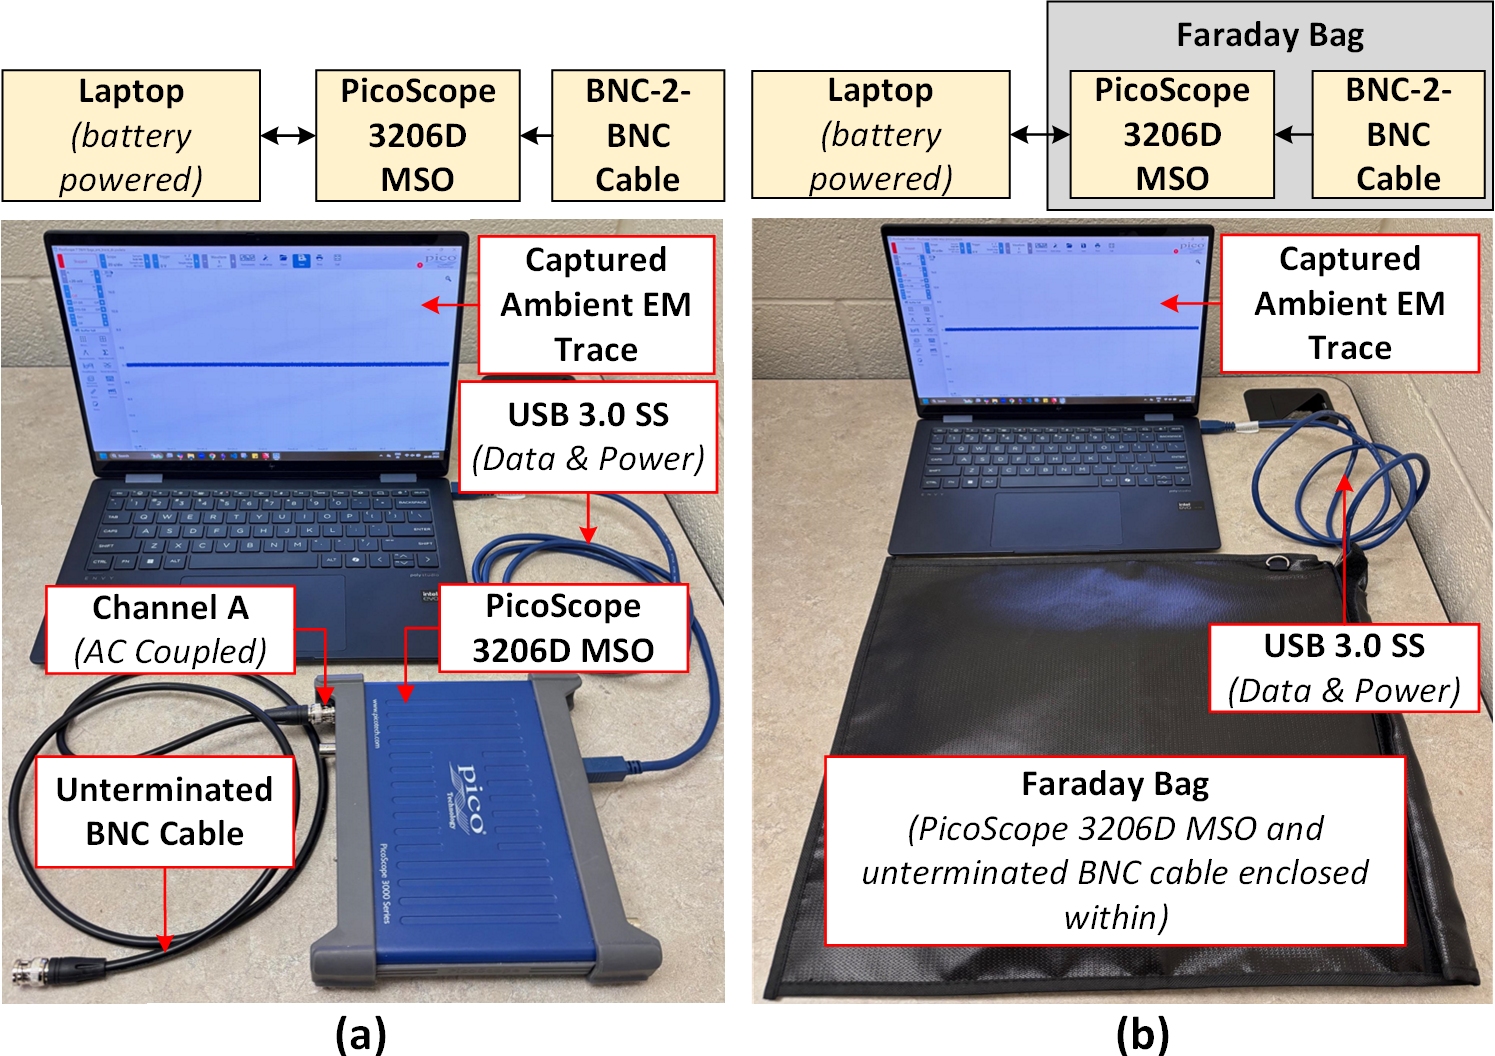 Laptop
(battery
powered)
PicoScope
3206D
MSO
BNC-2-
BNC
Cable
Captured
Ambient EM
Trace
USB 3.0 SS
(Data & Power)
Channel A
(AC Coupled)
PicoScope
3206D MSO
Unterminated
BNC Cable
www.picotech.com
pico
Technology
PicoScope 3000 Series
(a)
Faraday Bag
Laptop
(battery
powered)
PicoScope
3206D
MSO
BNC-2-
BNC
Cable
Captured
Ambient EM
Trace
USB 3.0 SS
(Data & Power)
Faraday Bag
(PicoScope 3206D MSO and
unterminated BNC cable enclosed
within)
(b)